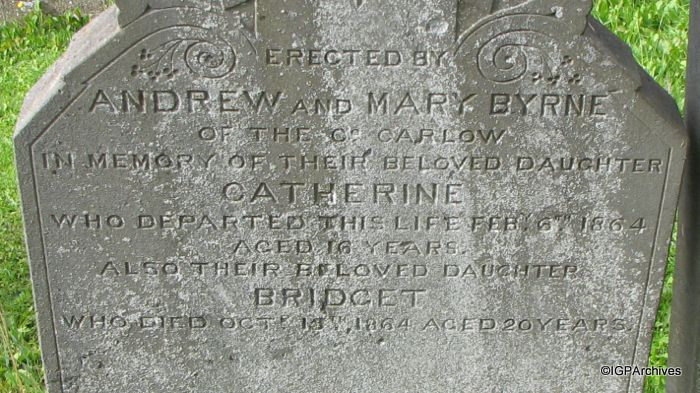 ERECTED BY
ANDREW AND MARY BYRNE
OF THE Co CARLOW
IN MEMORY OF THEIR BELOVED DAUGHTER
CATHERINE
WHO DEPARTED THIS LIFE FEBY 6TH 1864
AGED 16 YEARS.
ALSO THEIR BELOVED DAUGHTER
BRIDGET
WHO DIED OCTR 1864 AGED 20 YEARS.
©IGPArchives